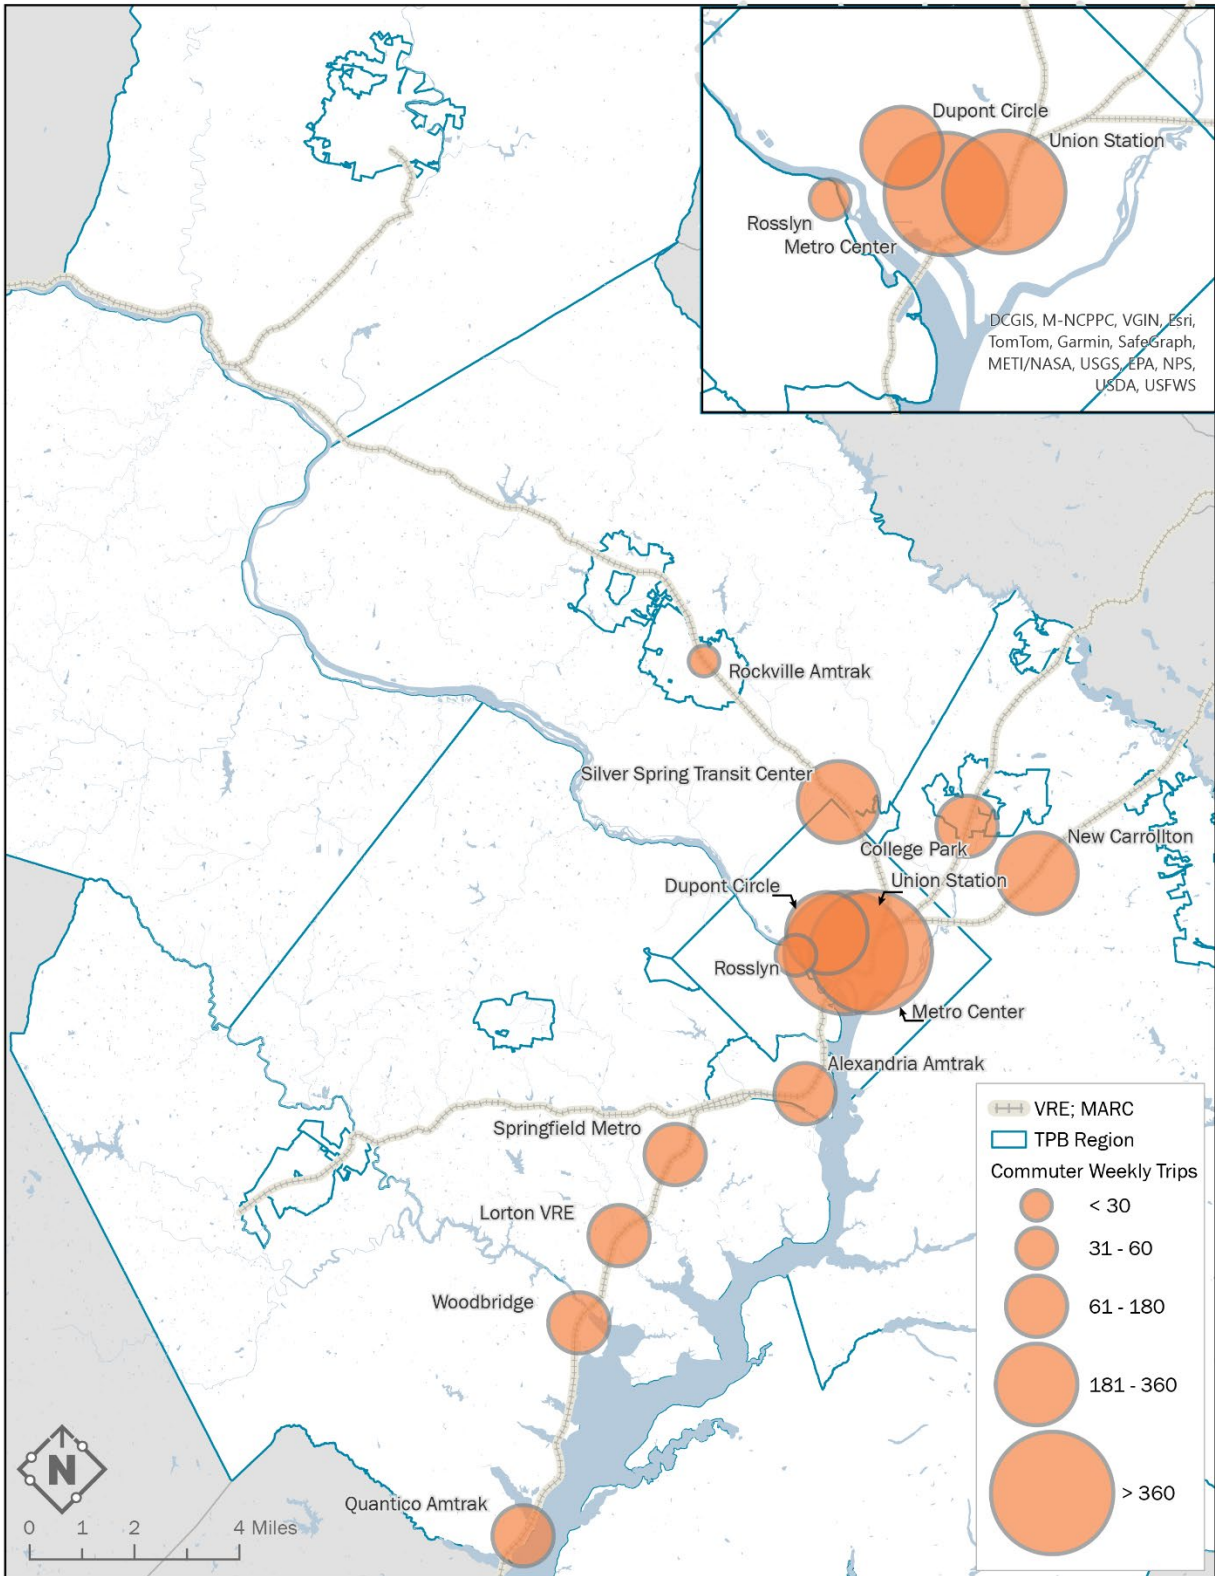 Dupont Circle
Union Station
Rosslyn
Metro Center
DCGIS, M-NCPPC, VGIN, Esri,
TomTom, Garmin, SafeGraph,
METI/NASA, USGS, EPA, NPS,
USDA, USFWS
Rockville Amtrak
Silver Spring Transit Center
College Park
New Carrollton
Dupont Circle
Union Station
Rosslyn
Metro Center
Alexandria Amtrak
Springfield Metro
Lorton VRE
Woodbridge
Quantico Amtrak
VRE; MARC
TPB Region
Commuter Weekly Trips
< 30
31 - 60
61 - 180
181 - 360
> 360
N
0 1 2 4 Miles